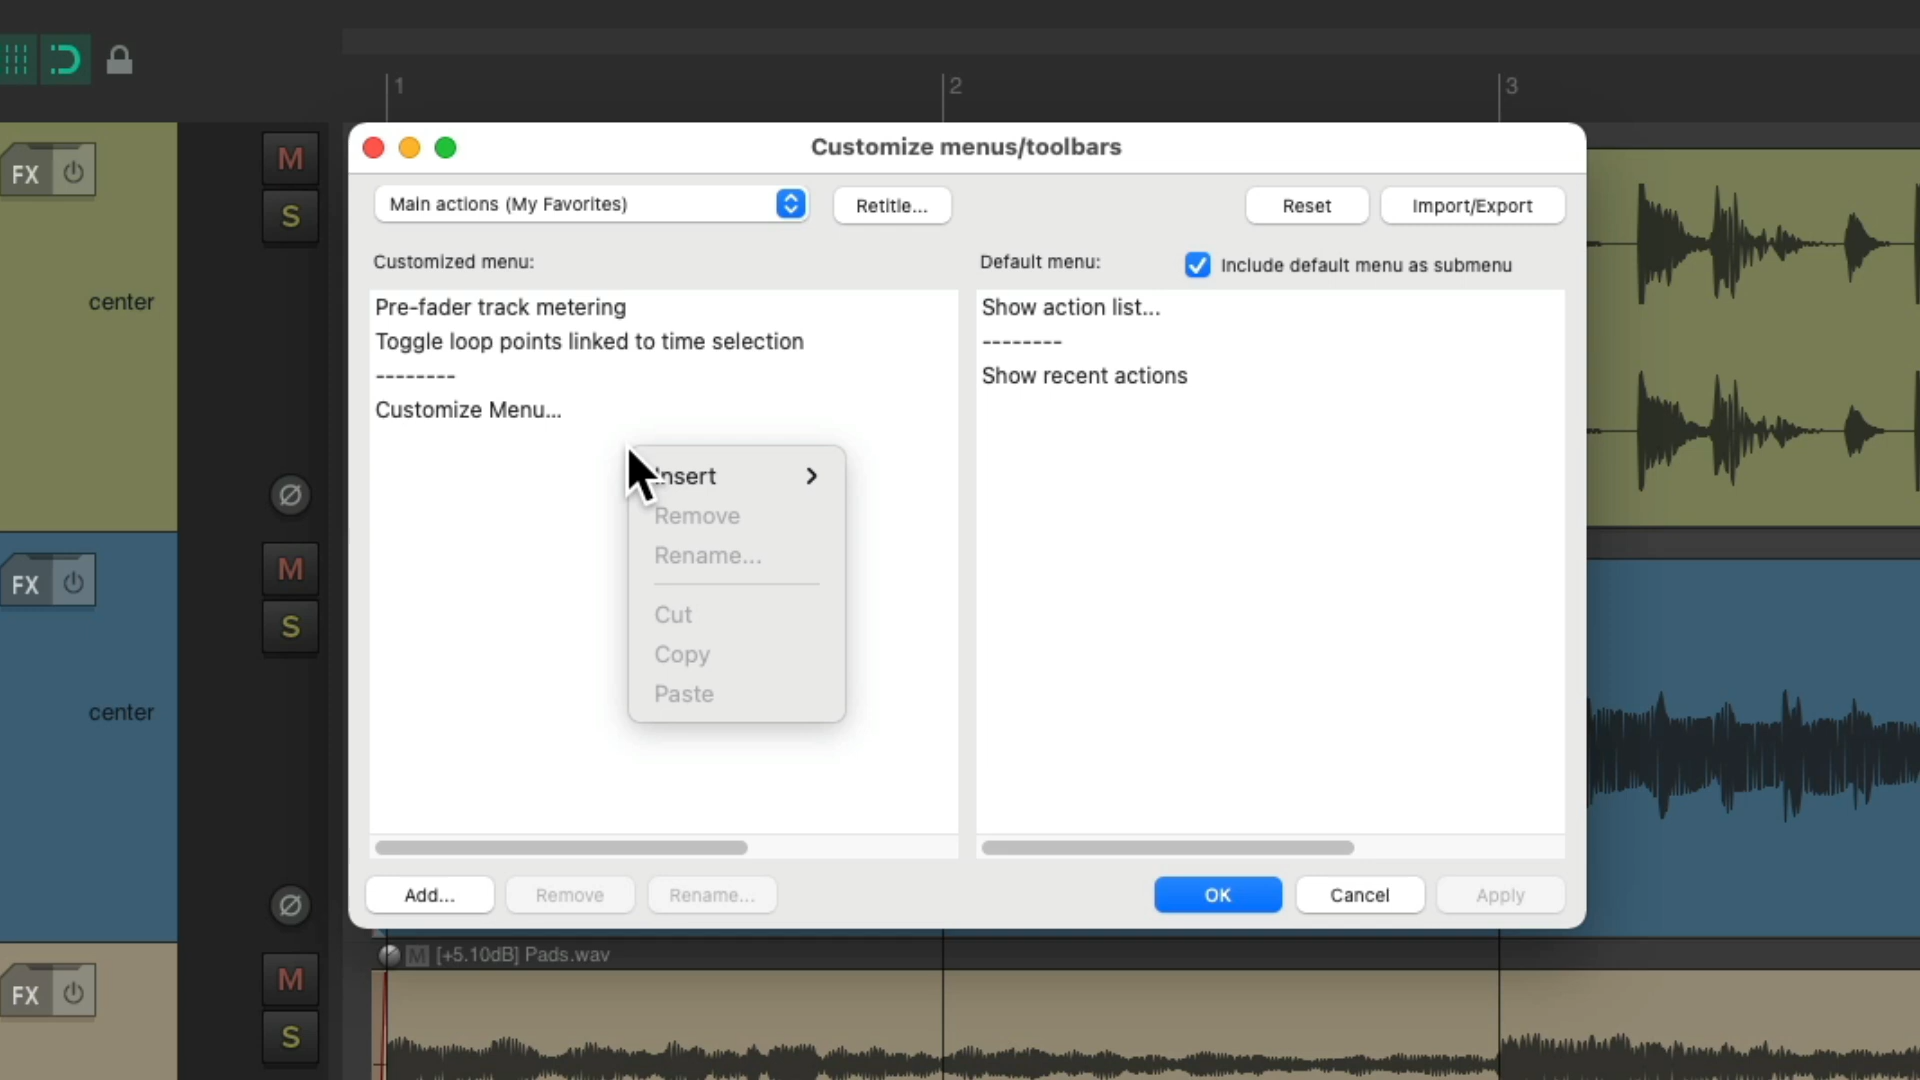 1
2
3
Customize menus/toolbars
Main actions (My Favorites)
Retitle...
Reset
Import/Export
Customized menu:
Default menu:
Include default menu as submenu
Pre-fader track metering
Toggle loop points linked to time selection
--------
Customize Menu...
Show action list...
--------
Show recent actions
Insert
Remove
Rename...
Cut
Copy
Paste
Add...
Remove
Rename...
OK
Cancel
Apply
FX
M
S
center
FX
M
S
center
FX
M
S
M [+5.10dB] Pads.wav